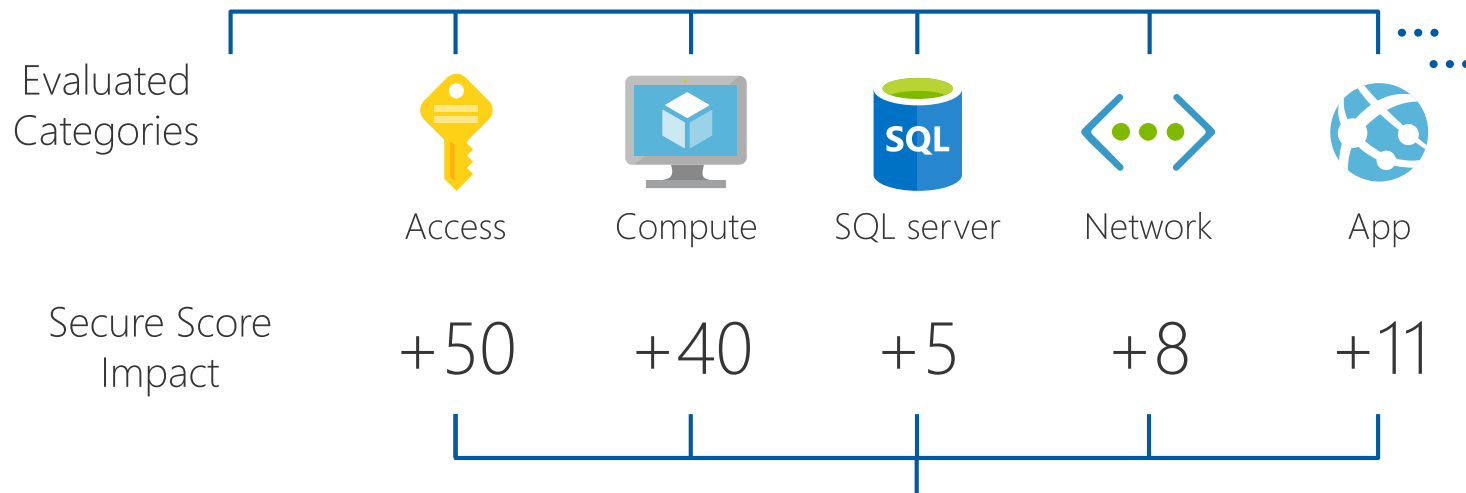 Evaluated
Categories
SQL
Access Compute SQL server Network App
Secure Score
Impact
+50 +40 +5 +8 +11